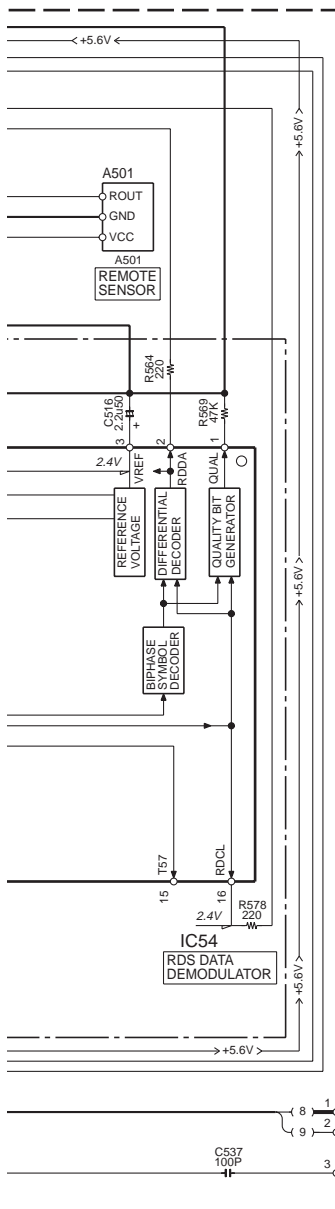 +5.6V
+5.6V
+5.6V
A501
ROUT
GND
VCC
A501
REMOTE
SENSOR
R564
220
C516
2.2u50
+
R569
47K
3
2
1
2.4V
VREF
RDDA
QUAL
REFERENCE
VOLTAGE
DIFFERENTIAL
DECODER
QUALITY BIT
GENERATOR
+5.6V
BIPHASE
SYMBOL
DECODER
T57
RDCL
15
16
R578
220
2.4V
IC54
RDS DATA
DEMODULATOR
+5.6V
+5.6V
8
1
9
2
C537
100P
3